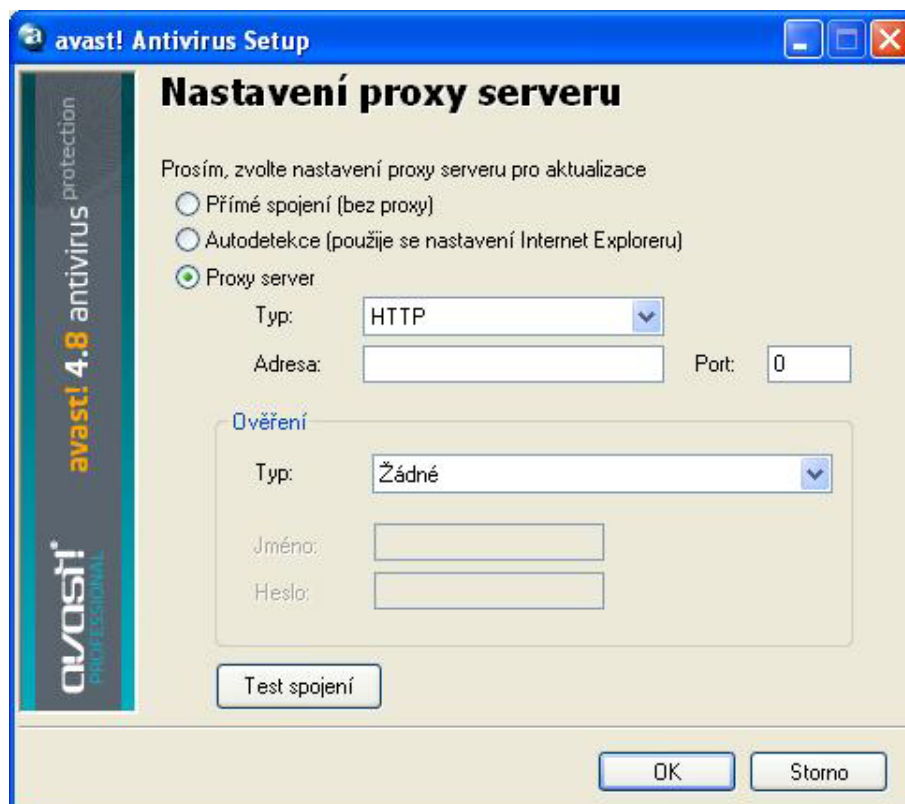 avast! Antivirus Setup
Nastavení proxy serveru
Prosím, zvolte nastavení proxy serveru pro aktualizace
Přímé spojení (bez proxy)
Autodetekce (použije se nastavení Internet Exploreru)
Proxy server
Typ: HTTP
Adresa: Port: 0
Ověření
Typ: Žádné
Jméno:
Heslo:
Test spojení
OK Storno
avast! 4.8 antivirus protection
avast!
PROFESSIONAL